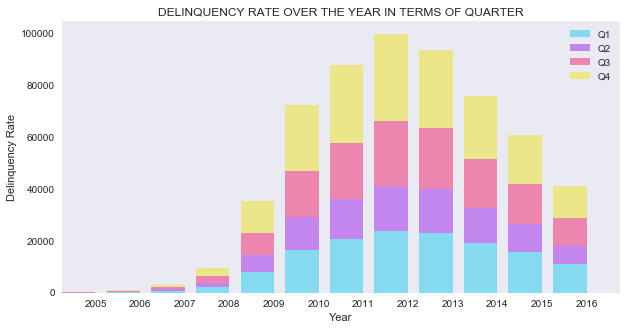 DELINQUENCY RATE OVER THE YEAR IN TERMS OF QUARTER
100000
80000
60000
40000
20000
0
Delinquency Rate
Q1
Q2
Q3
Q4
2005 2006 2007 2008 2009 2010 2011 2012 2013 2014 2015 2016
Year